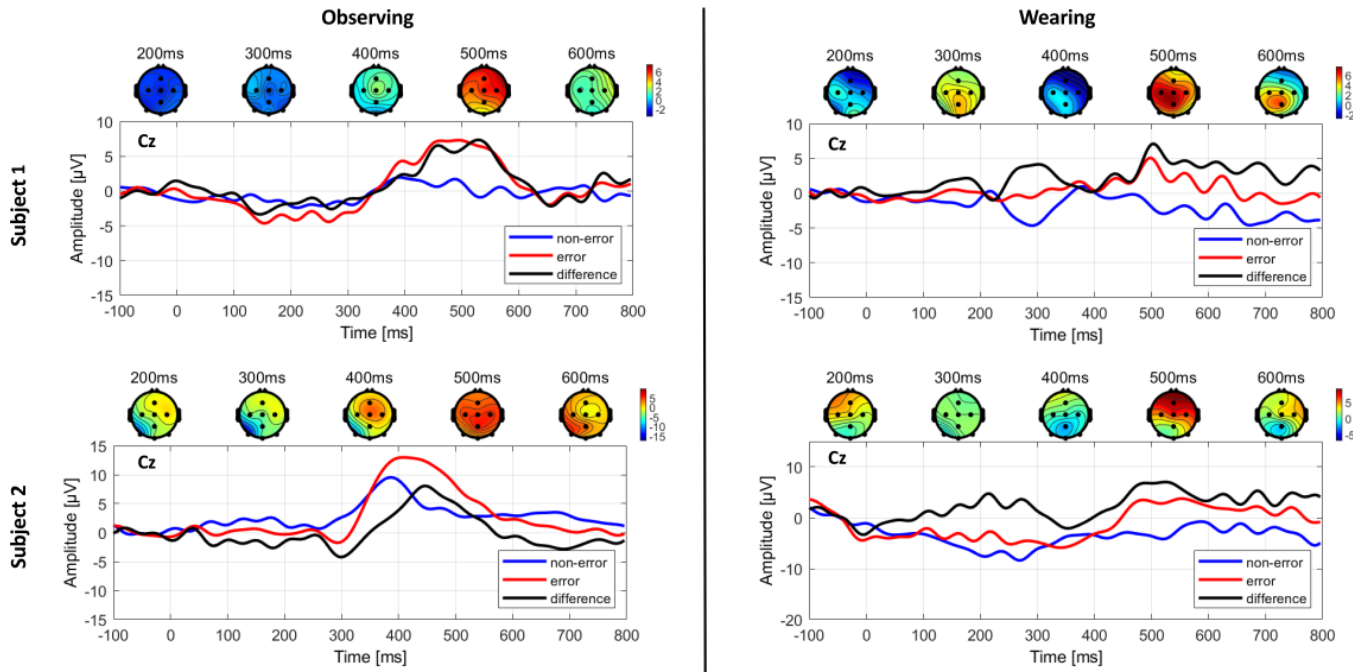 Observing
Wearing
Subject 1
200ms 300ms 400ms 500ms 600ms
6
4
2
0
-2
Cz
10
5
0
-5
-10
-15
Amplitude [µV]
non-error
error
difference
-100 0 100 200 300 400 500 600 700 800
Time [ms]
200ms 300ms 400ms 500ms 600ms
6
4
2
0
-2
Cz
10
5
0
-5
-10
-15
Amplitude [µV]
non-error
error
difference
-100 0 100 200 300 400 500 600 700 800
Time [ms]
Subject 2
200ms 300ms 400ms 500ms 600ms
5
0
-5
-10
-15
Cz
15
10
5
0
-5
-10
-15
Amplitude [µV]
non-error
error
difference
-100 0 100 200 300 400 500 600 700 800
Time [ms]
200ms 300ms 400ms 500ms 600ms
5
0
-5
Cz
10
0
-10
-20
Amplitude [µV]
non-error
error
difference
-100 0 100 200 300 400 500 600 700 800
Time [ms]